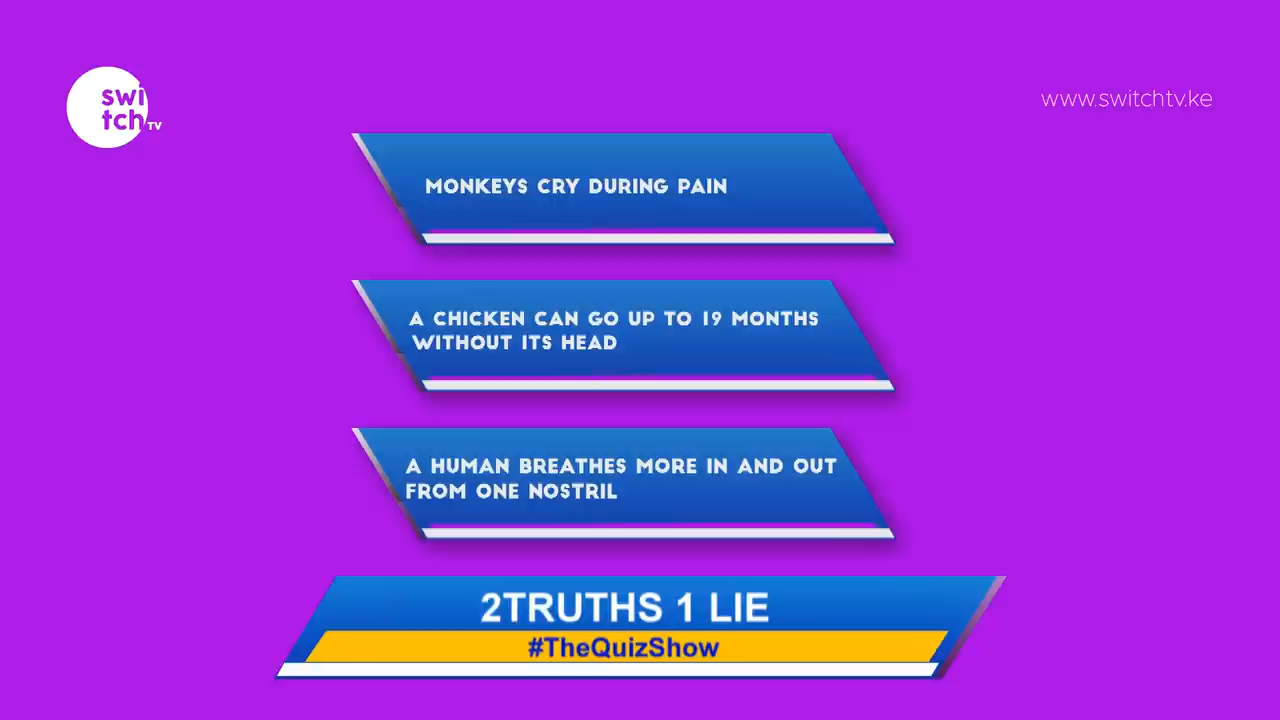 swi
tch TV
www.switchtv.ke
MONKEYS CRY DURING PAIN
A CHICKEN CAN GO UP TO 19 MONTHS
WITHOUT ITS HEAD
A HUMAN BREATHES MORE IN AND OUT
FROM ONE NOSTRIL
2TRUTHS 1 LIE
#TheQuizShow